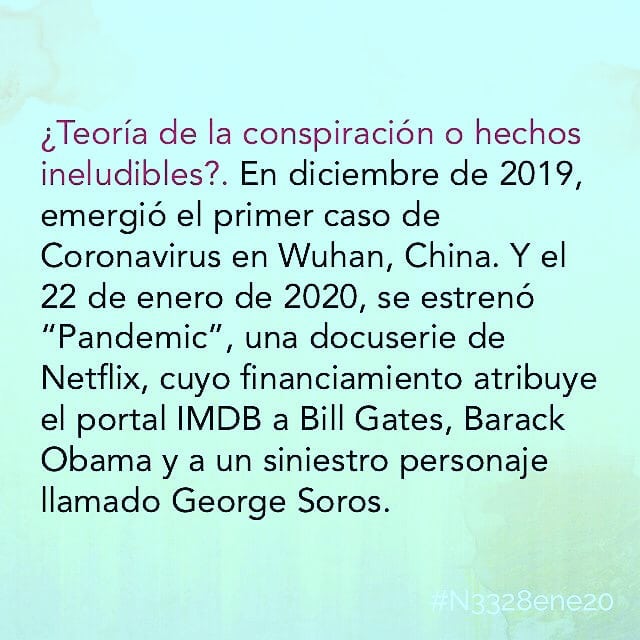 ¿Teoría de la conspiración o hechos
ineludibles?. En diciembre de 2019,
emergió el primer caso de
Coronavirus en Wuhan, China. Y el
22 de enero de 2020, se estrenó
“Pandemic”, una docuserie de
Netflix, cuyo financiamiento atribuye
el portal IMDB a Bill Gates, Barack
Obama y a un siniestro personaje
llamado George Soros.
#N3328ene20